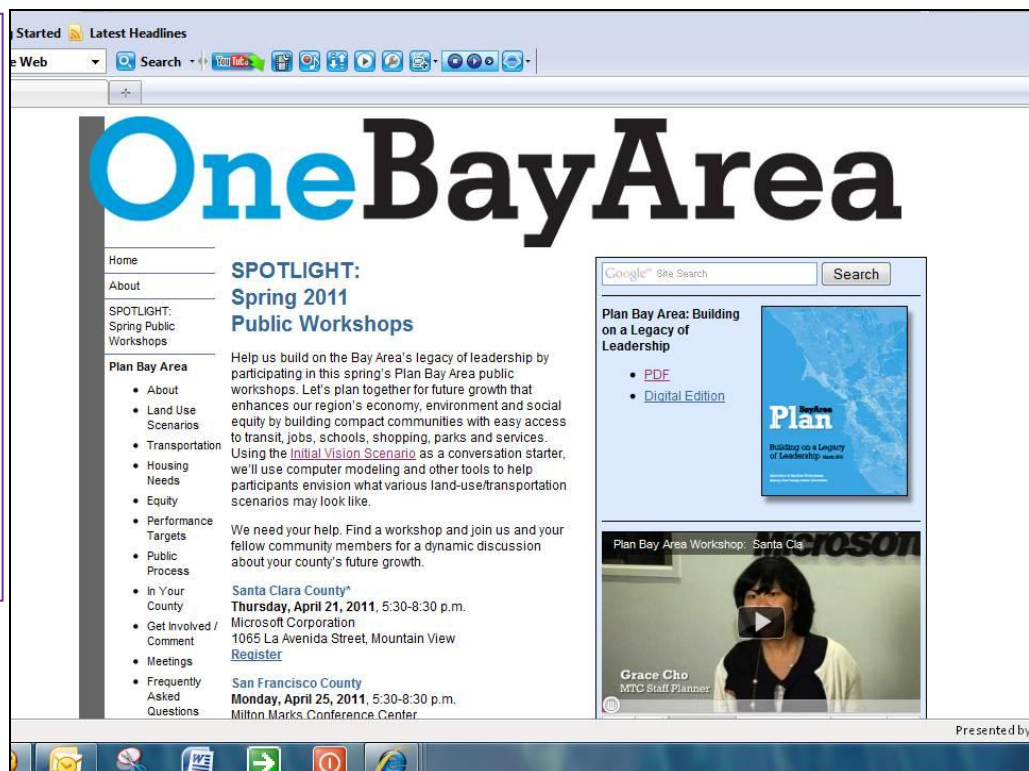 Started Latest Headlines
e Web Search YouTube
OneBayArea
Home
About
SPOTLIGHT:
Spring Public
Workshops
Plan Bay Area
• About
• Land Use
Scenarios
• Transportation
• Housing
Needs
• Equity
• Performance
Targets
• Public
Process
• In Your
County
• Get Involved /
Comment
• Meetings
• Frequently
Asked
Questions
SPOTLIGHT:
Spring 2011
Public Workshops
Help us build on the Bay Area's legacy of leadership by
participating in this spring's Plan Bay Area public
workshops. Let's plan together for future growth that
enhances our region's economy, environment and social
equity by building compact communities with easy access
to transit, jobs, schools, shopping, parks and services.
Using the Initial Vision Scenario as a conversation starter,
we'll use computer modeling and other tools to help
participants envision what various land-use/transportation
scenarios may look like.
We need your help. Find a workshop and join us and your
fellow community members for a dynamic discussion
about your county's future growth.
Santa Clara County*
Thursday, April 21, 2011, 5:30-8:30 p.m.
Microsoft Corporation
1065 La Avenida Street, Mountain View
Register
San Francisco County
Monday, April 25, 2011, 5:30-8:30 p.m.
Milton Marks Conference Center
Google™ Site Search Search
Plan Bay Area: Building
on a Legacy of
Leadership
• PDF
• Digital Edition
BayArea
Plan
Building on a Legacy
of Leadership
Plan Bay Area Workshop: Santa Cla
Microsoft
Grace Cho
MTC Staff Planner
Presented by